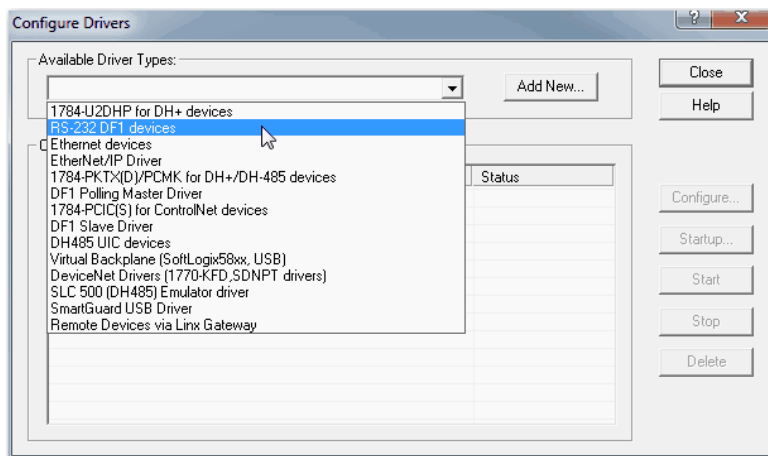 Configure Drivers
?
X
Available Driver Types:
Add New...
Close
Help
1784-U2DHP for DH+ devices
RS-232 DF1 devices
Ethernet devices
EtherNet/IP Driver
1784-PKTX(D)/PCMK for DH+/DH-485 devices
DF1 Polling Master Driver
1784-PCIC(S) for ControlNet devices
DF1 Slave Driver
DH485 UIC devices
Virtual Backplane (SoftLogix58xx, USB)
DeviceNet Drivers (1770-KFD,SDNPT drivers)
SLC 500 (DH485) Emulator driver
SmartGuard USB Driver
Remote Devices via Linx Gateway
Status
Configure...
Startup...
Start
Stop
Delete